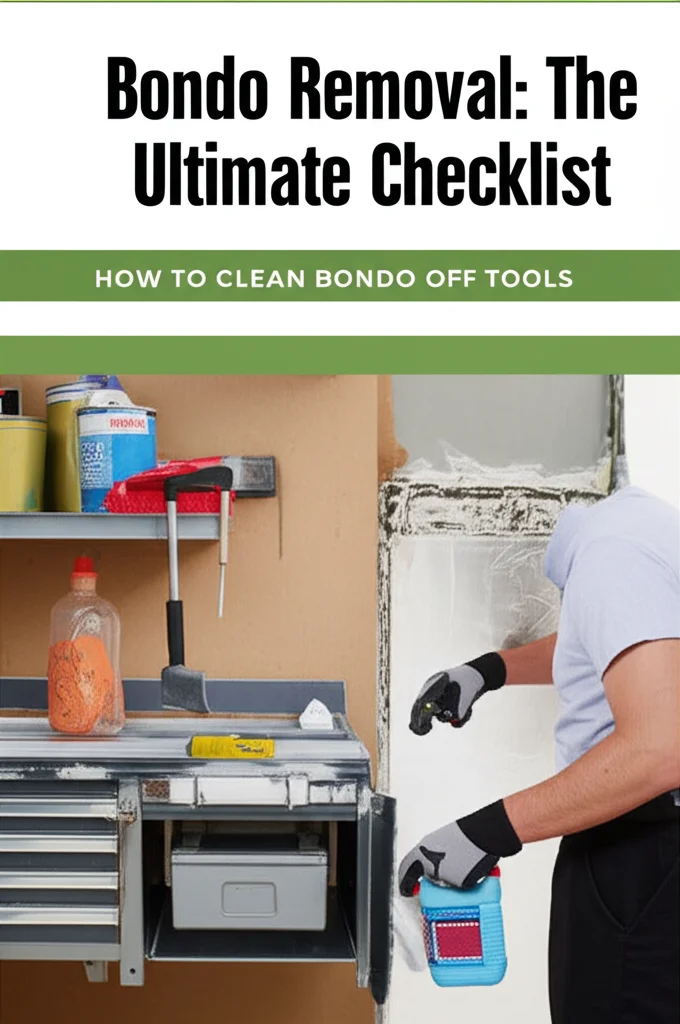 Bondo Removal: The
Ultimate Checklist
HOW TO CLEAN BONDO OFF TOOLS